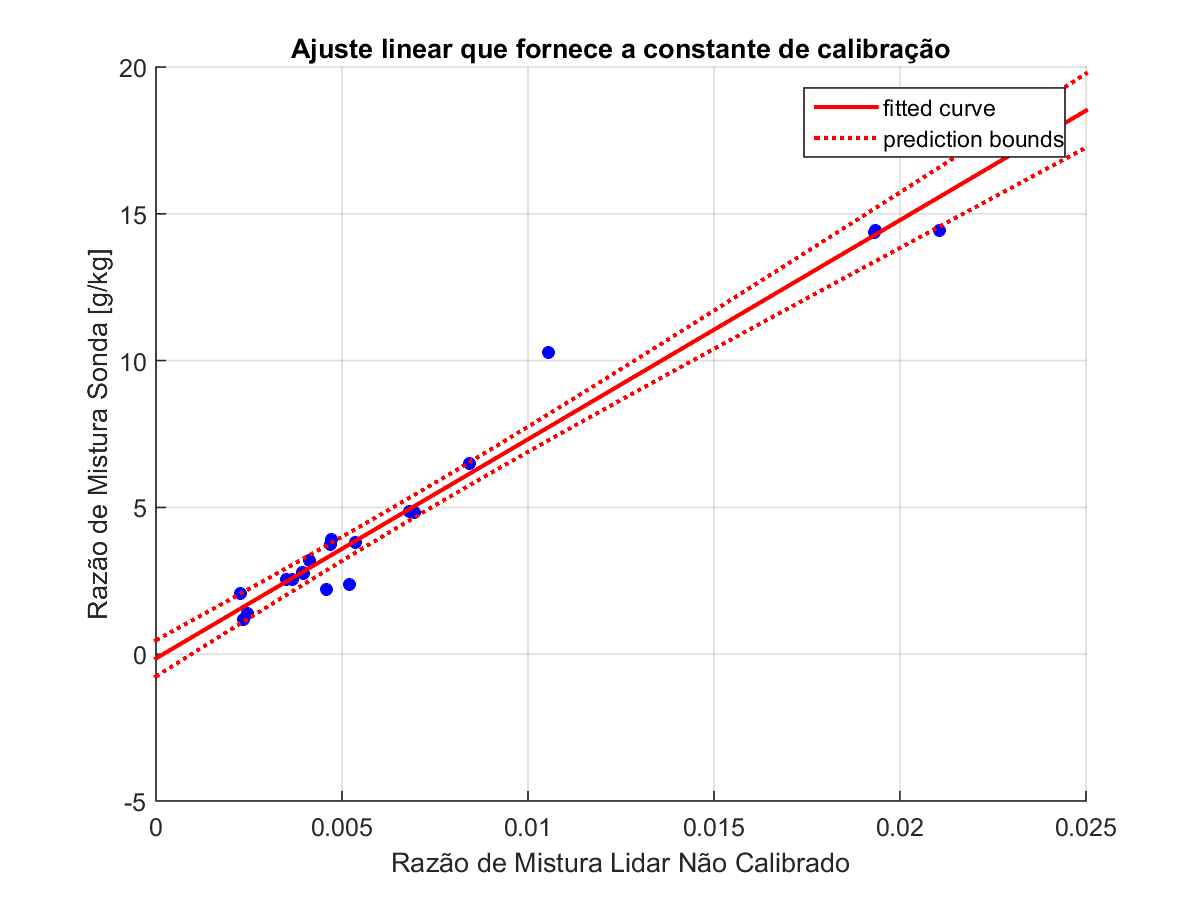 Ajuste linear que fornece a constante de calibração
20
15
10
5
0
-5
Razão de Mistura Sonda [g/kg]
fitted curve
prediction bounds
0 0.005 0.01 0.015 0.02 0.025
Razão de Mistura Lidar Não Calibrado